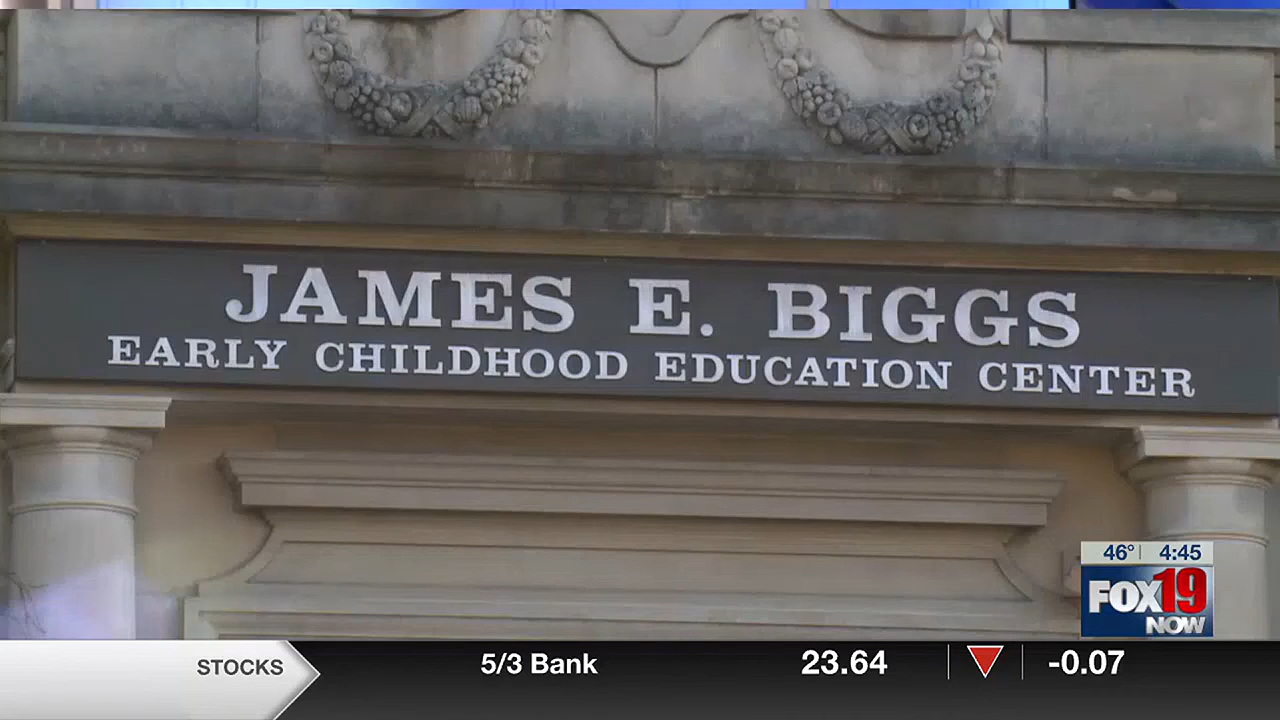 JAMES E. BIGGS
EARLY CHILDHOOD EDUCATION CENTER
46° 4:45
FOX19
NOW
STOCKS 5/3 Bank 23.64 -0.07